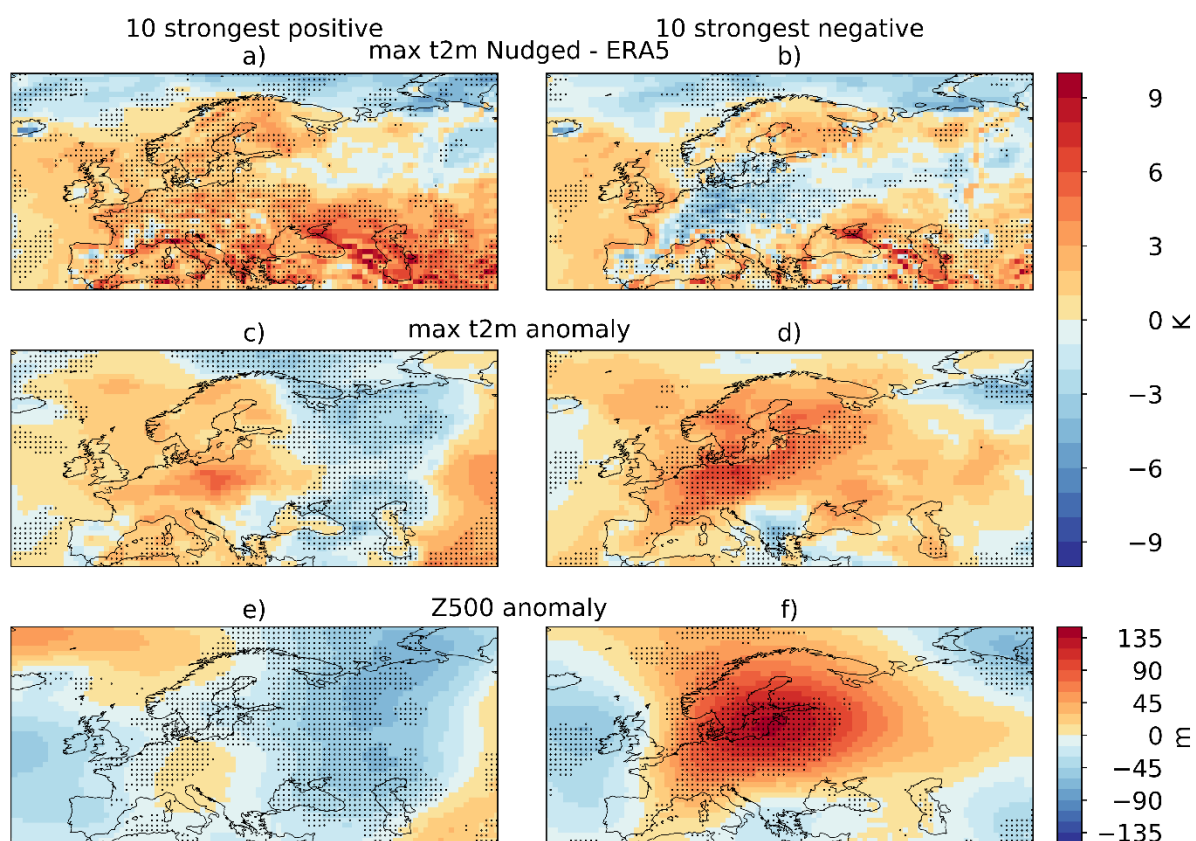 10 strongest positive
10 strongest negative
max t2m Nudged - ERA5
a)
b)
max t2m anomaly
c)
d)
Z500 anomaly
e)
f)
9
6
3
0
−3
−6
−9
K
135
90
45
0
−45
−90
−135
m